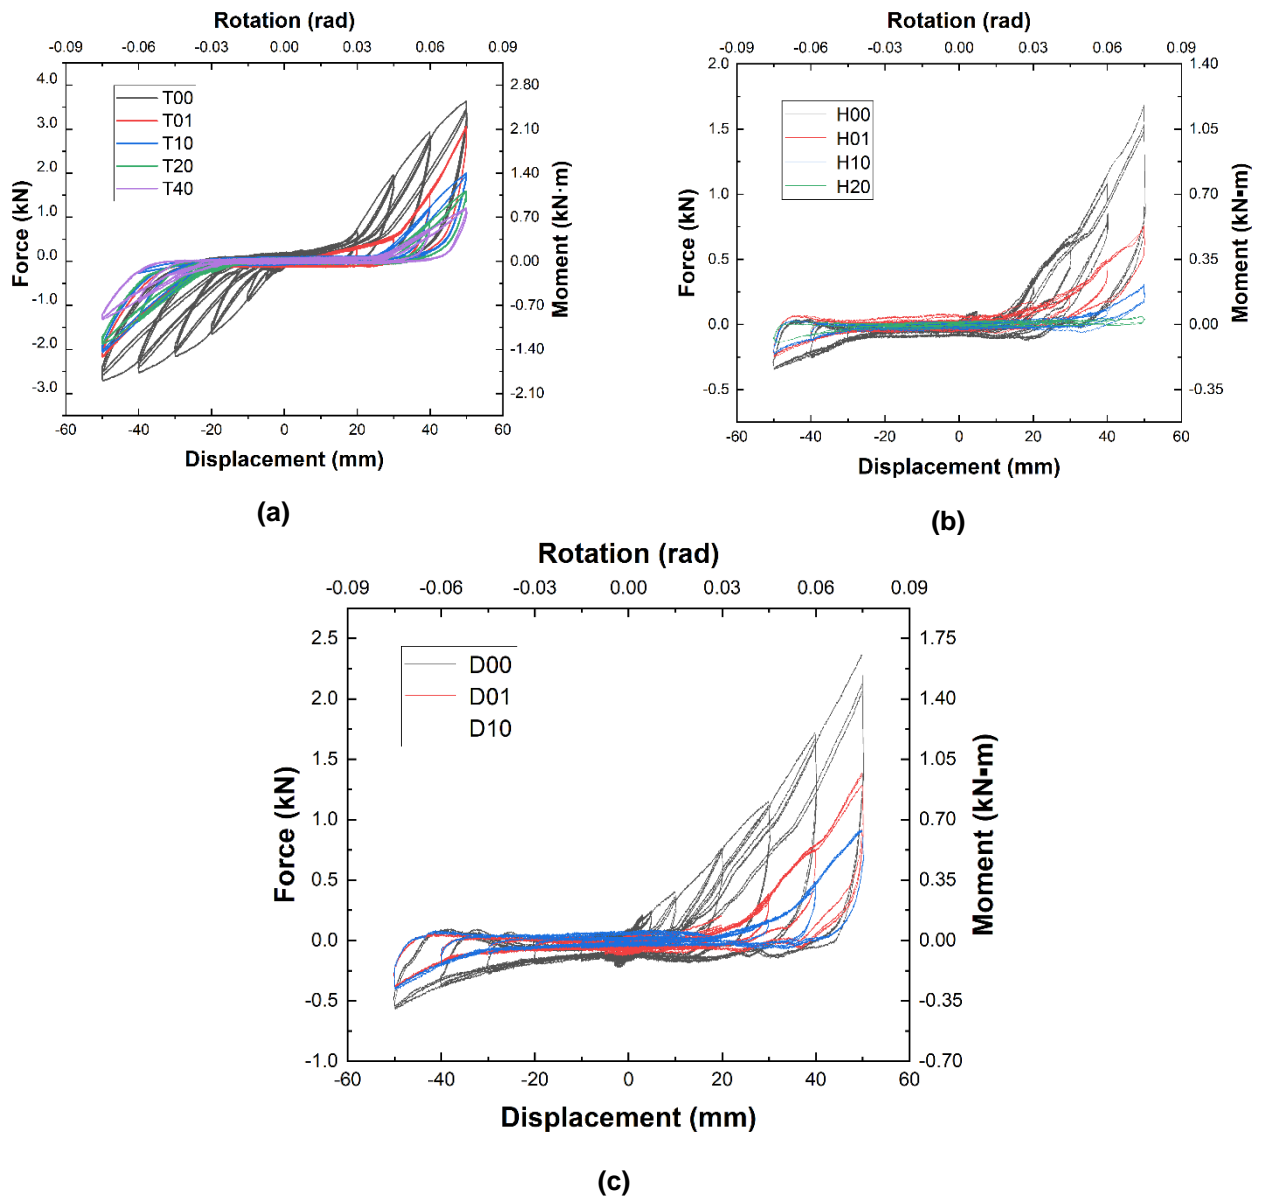 Rotation (rad)
-0.09 -0.06 -0.03 0.00 0.03 0.06 0.09
4.0
3.0
2.0
1.0
0.0
-1.0
-2.0
-3.0
Force (kN)
T00
T01
T10
T20
T40
2.80
2.10
1.40
0.70
0.00
-0.70
-1.40
-2.10
Moment (kN·m)
-60 -40 -20 0 20 40 60
Displacement (mm)
(a)
Rotation (rad)
-0.09 -0.06 -0.03 0.00 0.03 0.06 0.09
2.0
1.5
1.0
0.5
0.0
-0.5
Force (kN)
H00
H01
H10
H20
1.40
1.05
0.70
0.35
0.00
-0.35
Moment (kN▪m)
-60 -40 -20 0 20 40 60
Displacement (mm)
(b)
Rotation (rad)
-0.09 -0.06 -0.03 0.00 0.03 0.06 0.09
2.5
2.0
1.5
1.0
0.5
0.0
-0.5
-1.0
Force (kN)
D00
D01
D10
1.75
1.40
1.05
0.70
0.35
0.00
-0.35
-0.70
Moment (kN▪m)
-60 -40 -20 0 20 40 60
Displacement (mm)
(c)